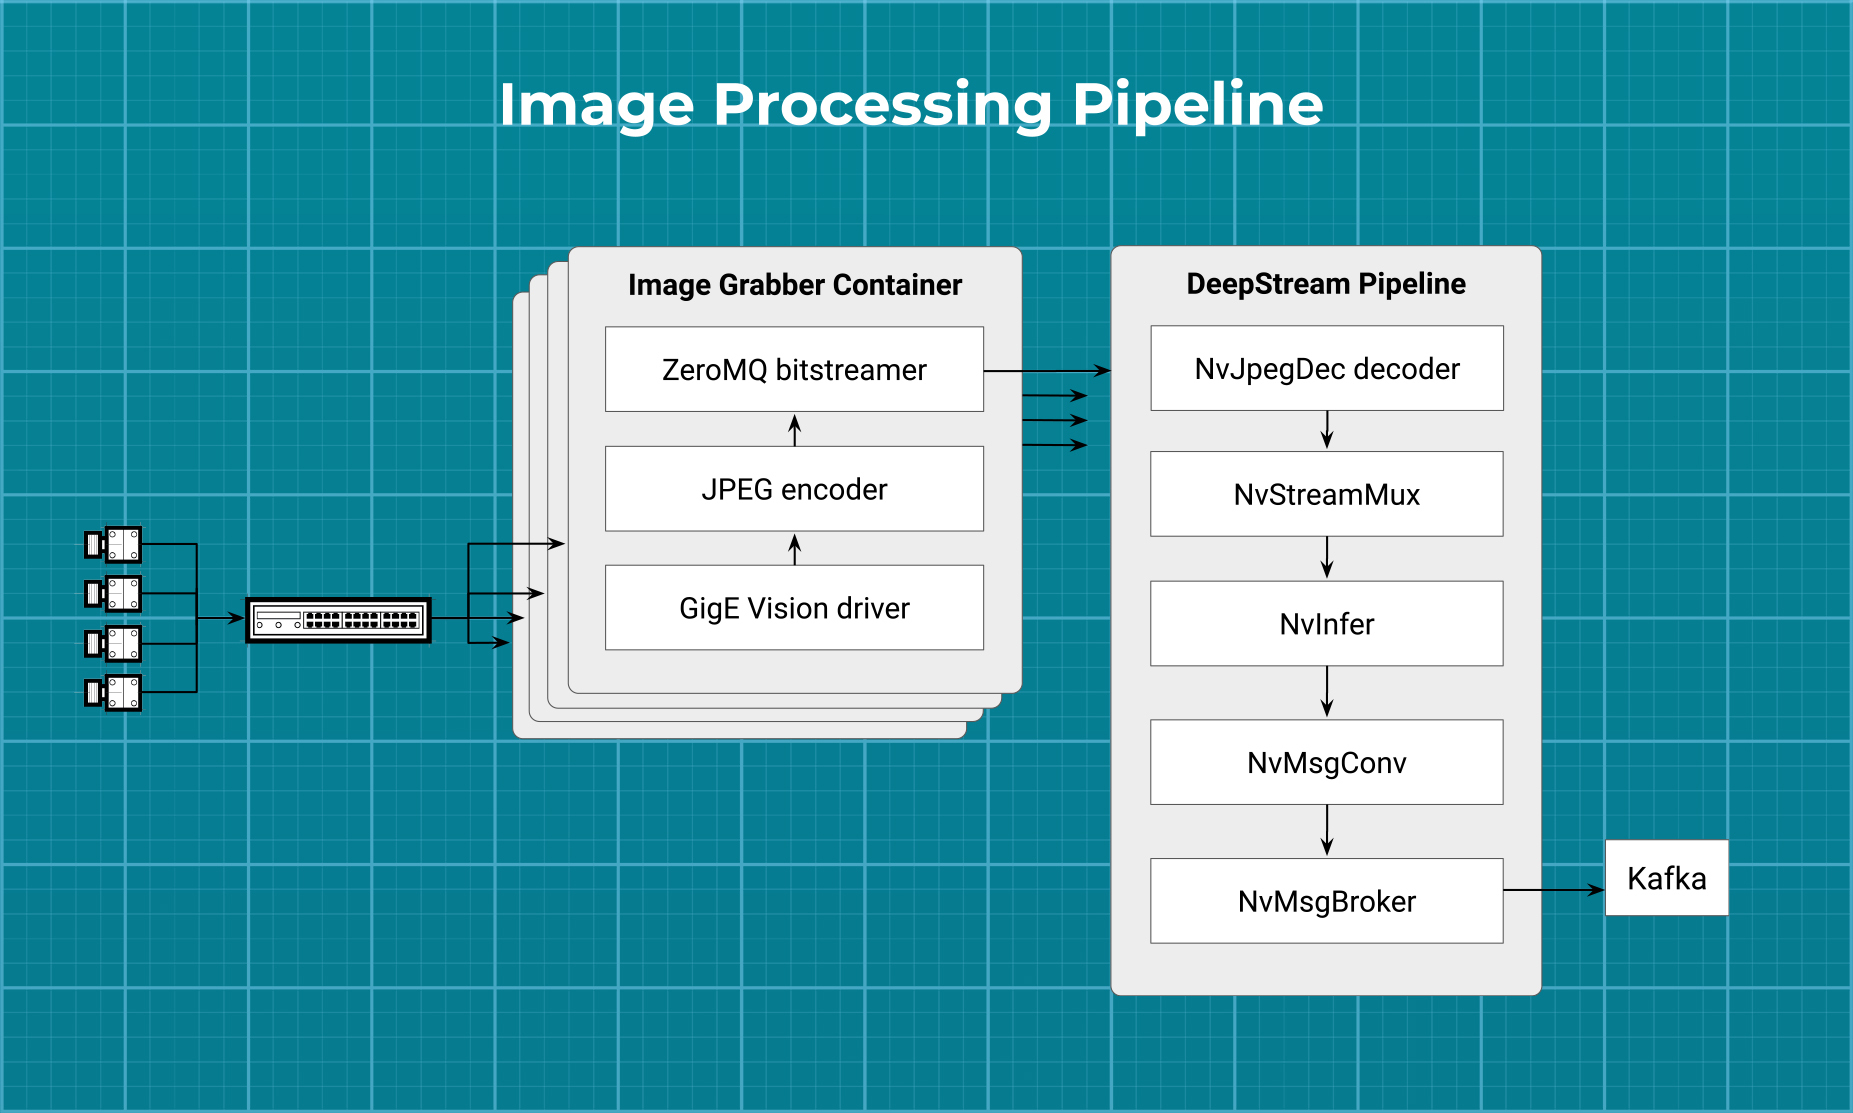 Image Processing Pipeline
Image Grabber Container
ZeroMQ bitstreamer
JPEG encoder
GigE Vision driver
DeepStream Pipeline
NvJpegDec decoder
NvStreamMux
NvInfer
NvMsgConv
NvMsgBroker
Kafka